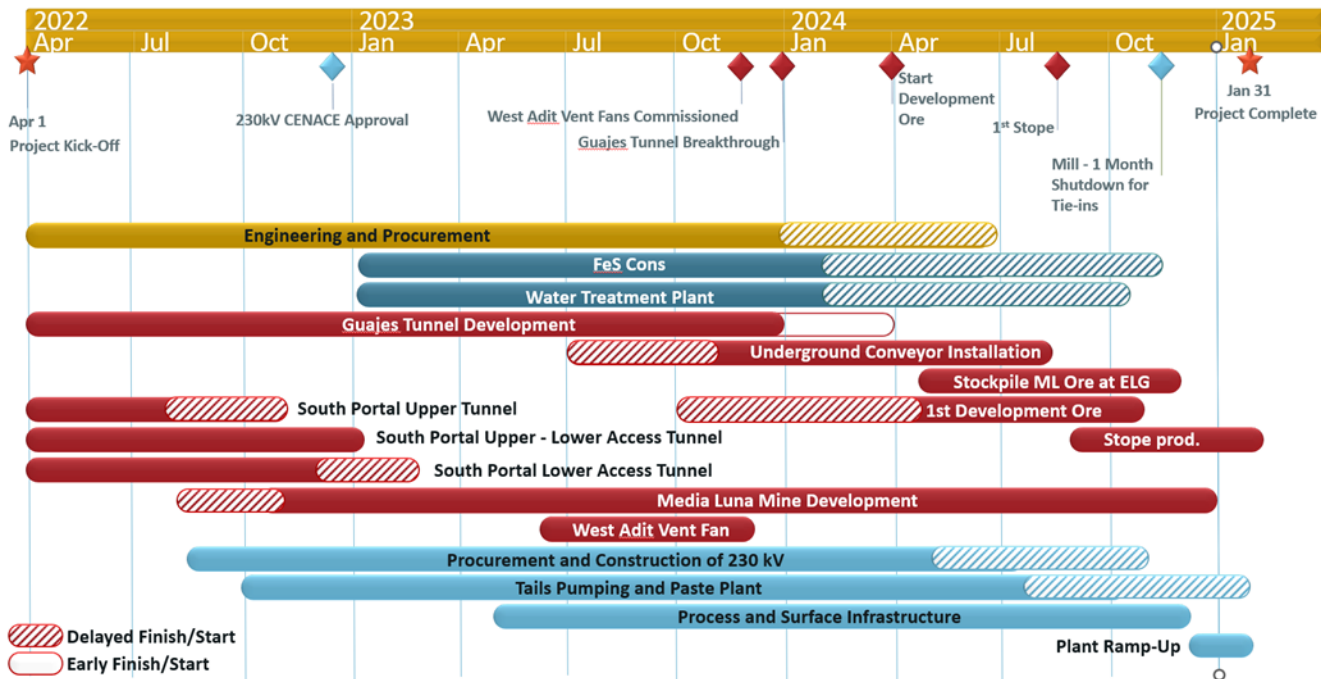 2022 2023 2024 2025
Apr Jul Oct Jan Apr Jul Oct Jan Apr Jul Oct Jan
Apr 1
Project Kick-Off
230kV CENACE Approval
West Adit Vent Fans Commissioned
Guajes Tunnel Breakthrough
Start
Development
Ore
1st Stope
Mill - 1 Month
Shutdown for
Tie-ins
Jan 31
Project Complete
Engineering and Procurement
FeS Cons
Water Treatment Plant
Guajes Tunnel Development
Underground Conveyor Installation
Stockpile ML Ore at ELG
South Portal Upper Tunnel
1st Development Ore
South Portal Upper - Lower Access Tunnel
Stope prod.
South Portal Lower Access Tunnel
Media Luna Mine Development
West Adit Vent Fan
Procurement and Construction of 230 kV
Tails Pumping and Paste Plant
Process and Surface Infrastructure
Plant Ramp-Up
Delayed Finish/Start
Early Finish/Start